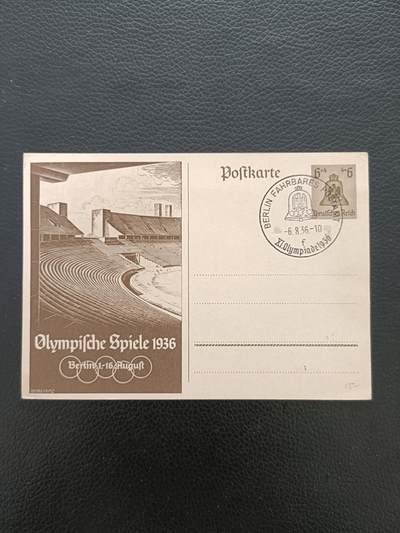 Postkarte
6+4
+6
Deutsches Reich
BERLIN FAHRBARES
-6.8.36-10
f
XI. Olympiade 1936
Olympische Spiele 1936
Berlin 1.-16. August